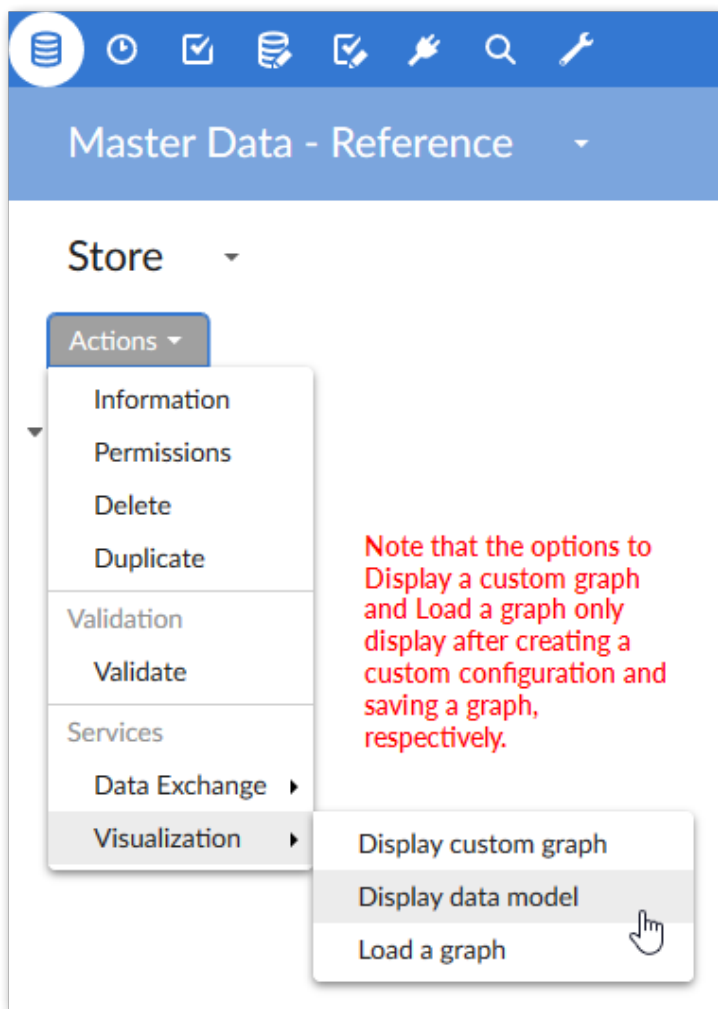 Master Data - Reference
Store
Actions
Information
Permissions
Delete
Duplicate
Validation
Validate
Services
Data Exchange
Visualization
Note that the options to
Display a custom graph
and Load a graph only
display after creating a
custom configuration and
saving a graph,
respectively.
Display custom graph
Display data model
Load a graph